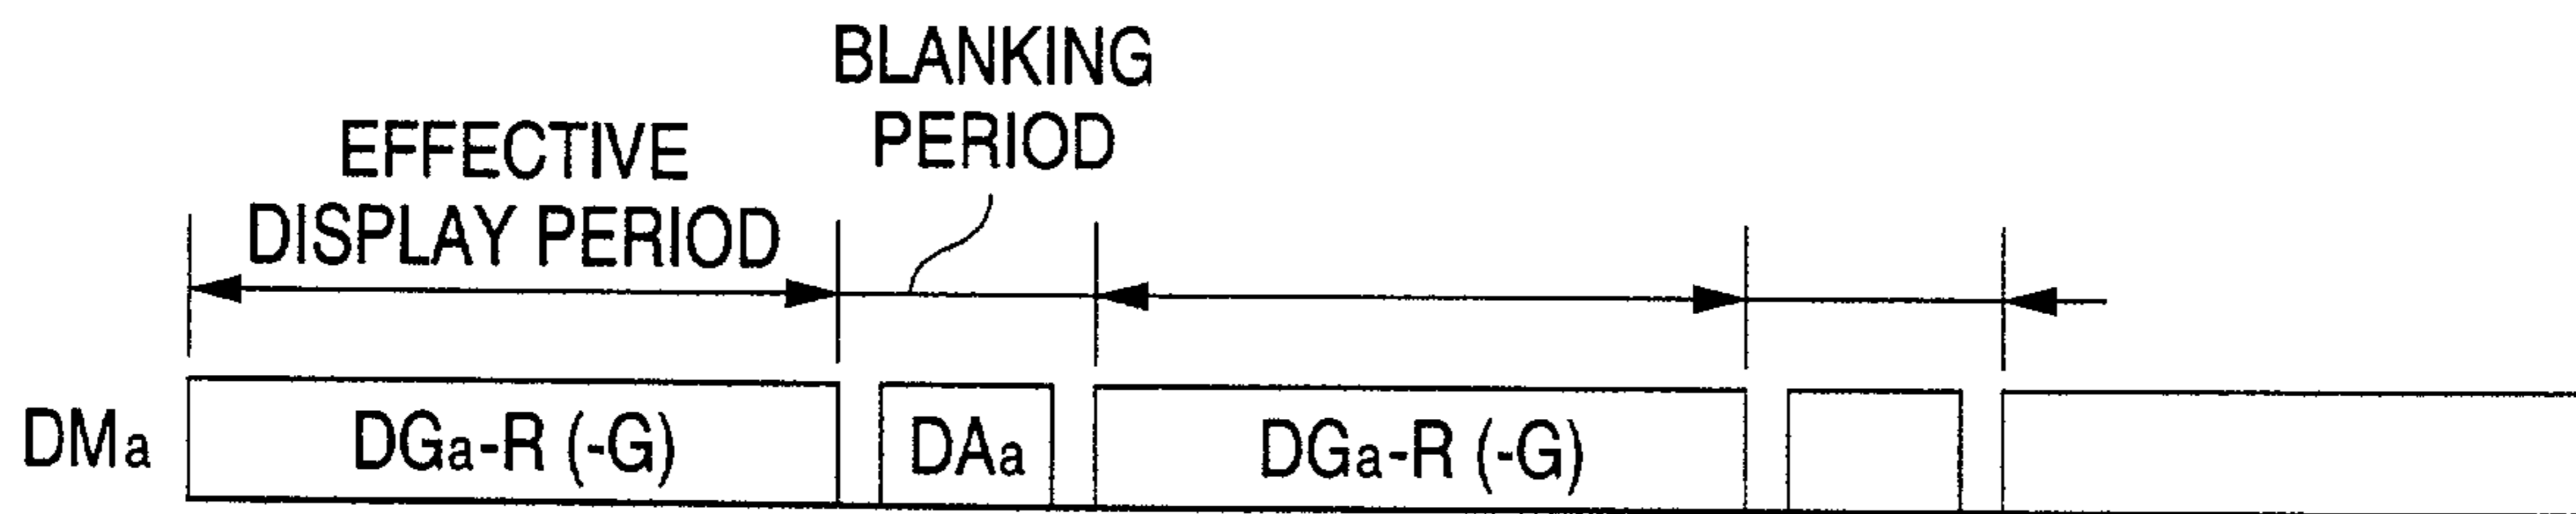 BLANKING
PERIOD
EFFECTIVE
DISPLAY PERIOD
DMa
DGa-R (-G)
DAa
DGa-R (-G)